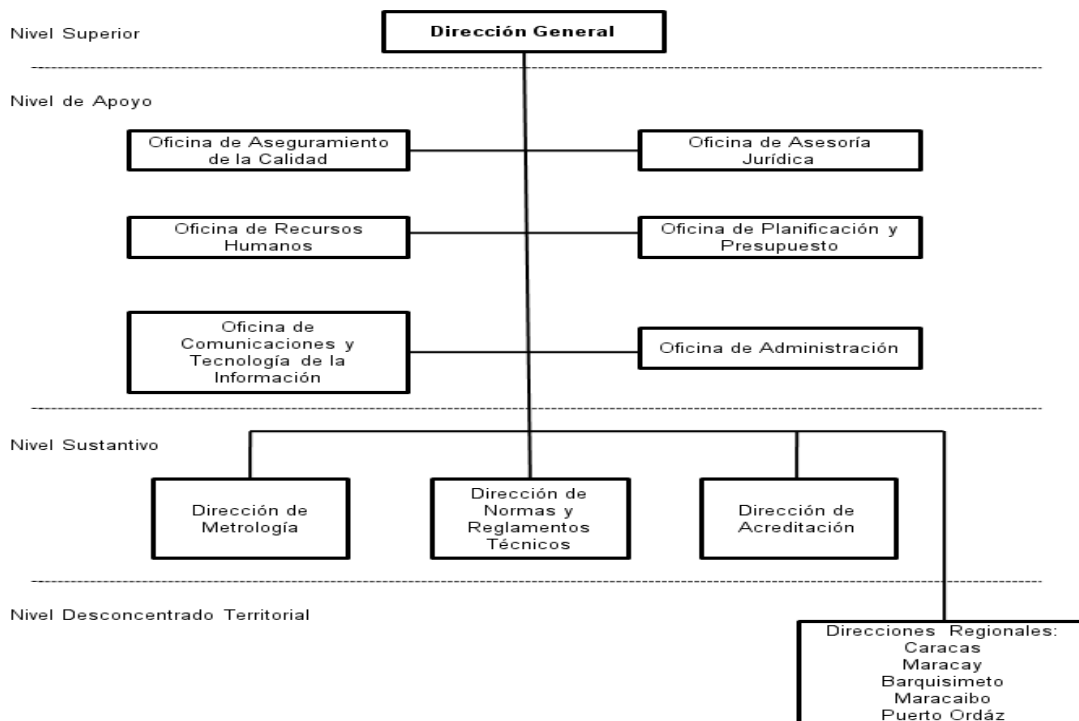 Nivel Superior
Dirección General
Nivel de Apoyo
Oficina de Aseguramiento
de la Calidad
Oficina de Asesoría
Jurídica
Oficina de Recursos
Humanos
Oficina de Planificación y
Presupuesto
Oficina de
Comunicaciones y
Tecnología de la
Información
Oficina de Administración
Nivel Sustantivo
Dirección de
Metrología
Dirección de
Normas y
Reglamentos
Técnicos
Dirección de
Acreditación
Nivel Desconcentrado Territorial
Direcciones Regionales:
Caracas
Maracay
Barquisimeto
Maracaibo
Puerto Ordáz